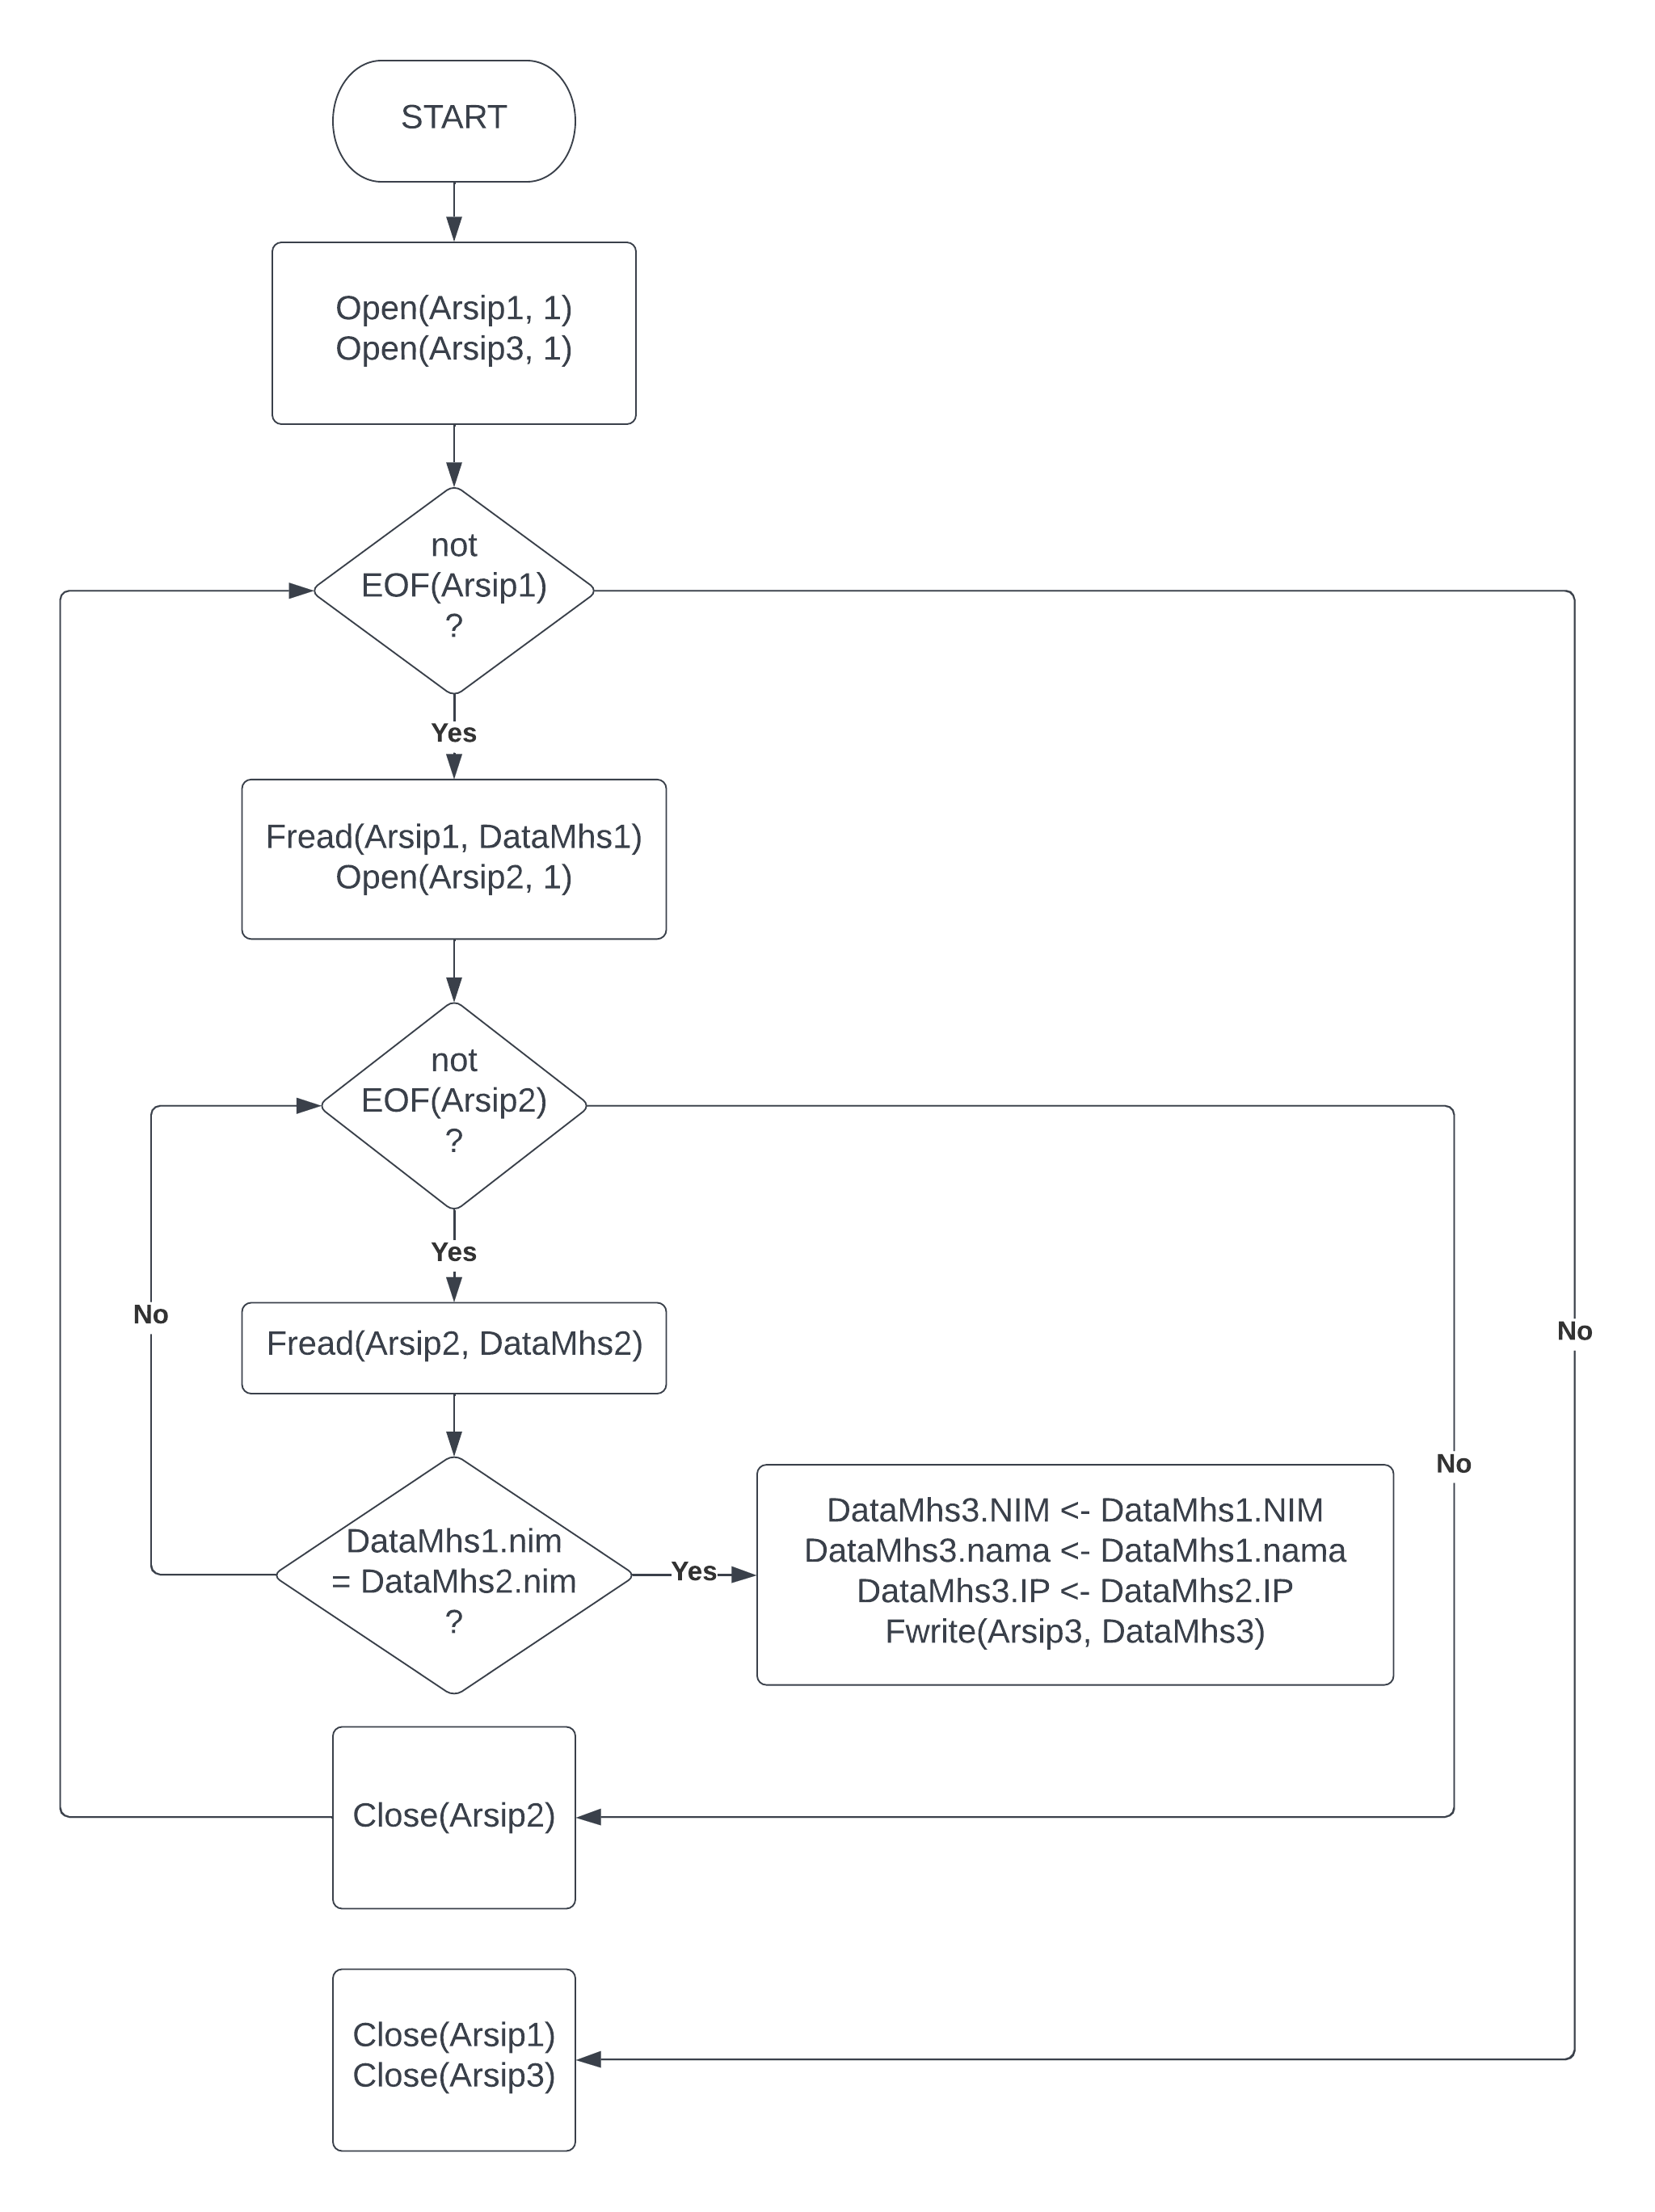 START
Open(Arsip1, 1)
Open(Arsip3, 1)
not
EOF(Arsip1)
?
Yes
Fread(Arsip1, DataMhs1)
Open(Arsip2, 1)
not
EOF(Arsip2)
?
Yes
No
No
Fread(Arsip2, DataMhs2)
DataMhs1.nim
= DataMhs2.nim
?
Yes
DataMhs3.NIM <- DataMhs1.NIM
DataMhs3.nama <- DataMhs1.nama
DataMhs3.IP <- DataMhs2.IP
Fwrite(Arsip3, DataMhs3)
No
Close(Arsip2)
Close(Arsip1)
Close(Arsip3)